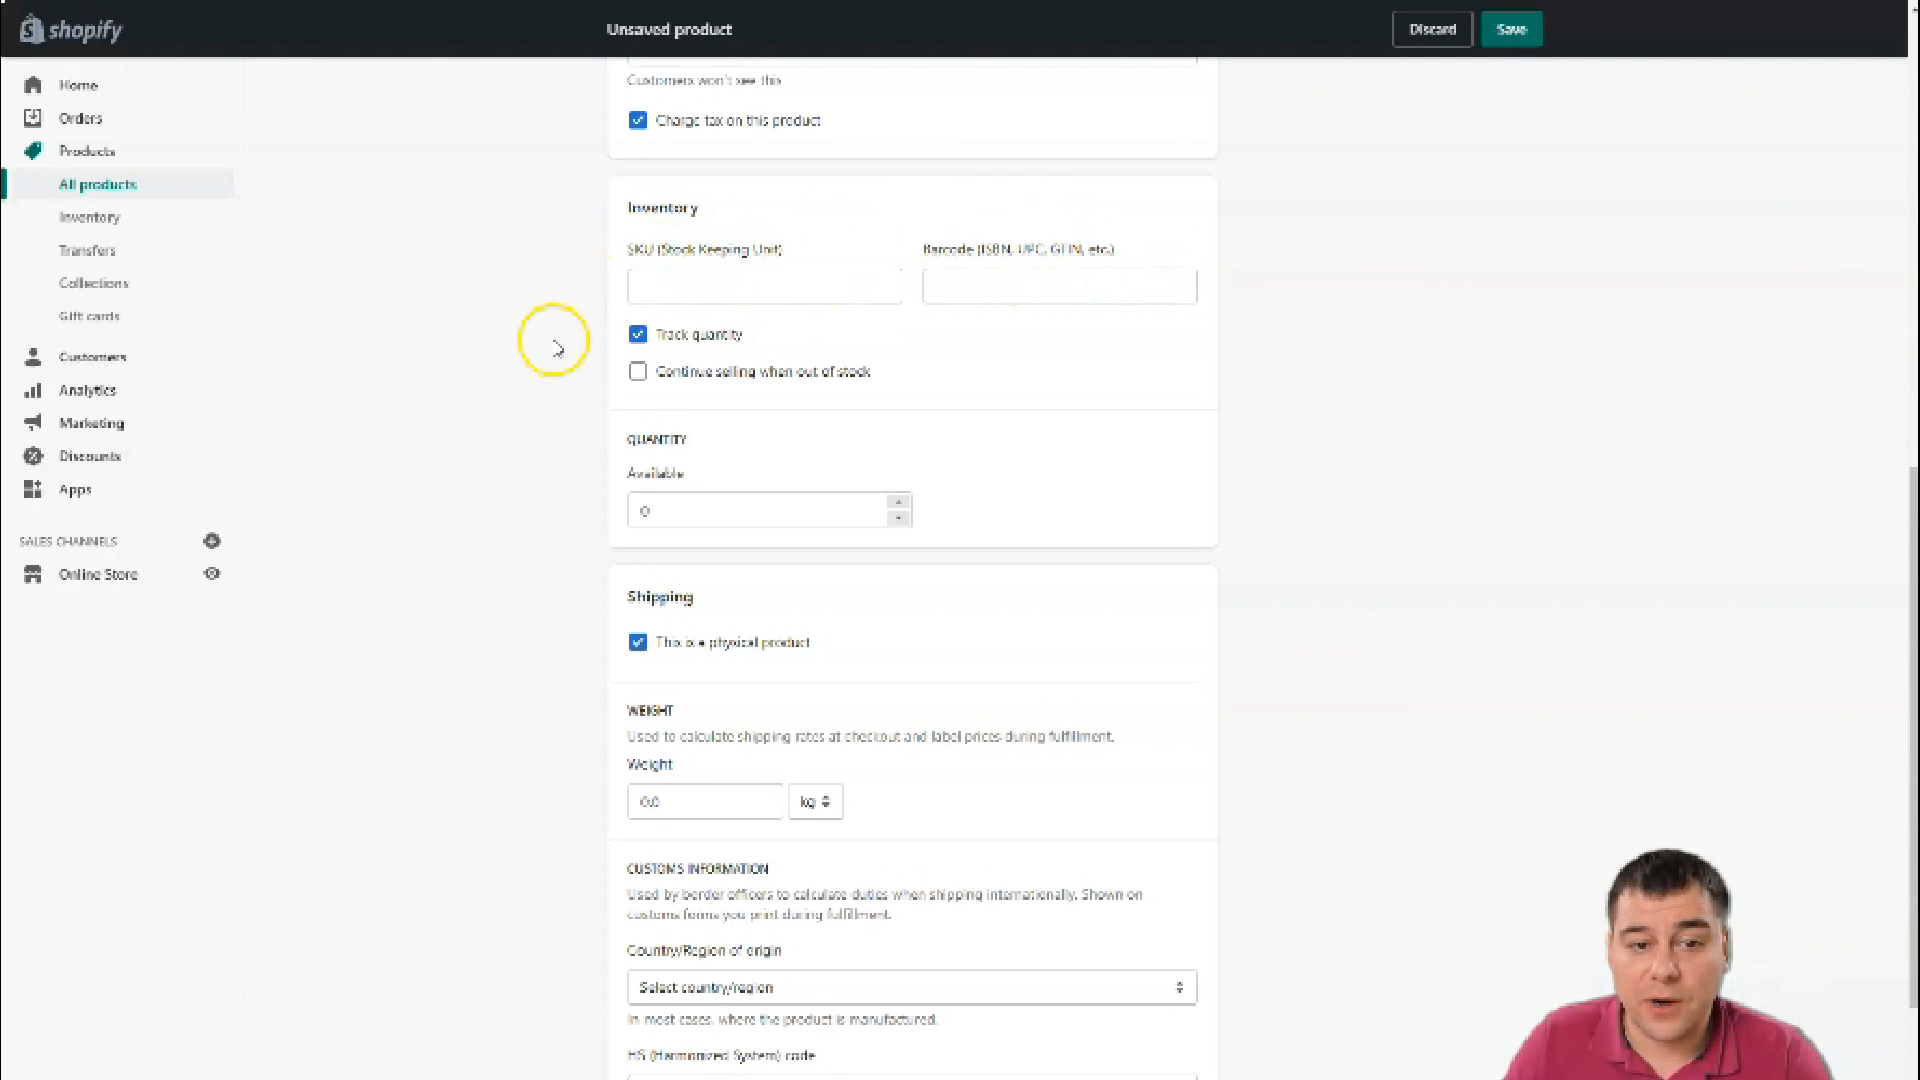 shopify
Unsaved product
Discard
Save
Home
Orders
Products
All products
Inventory
Transfers
Collections
Gift cards
Customers
Analytics
Marketing
Discounts
Apps
SALES CHANNELS
Online Store
Customers won't see this
Charge tax on this product
Inventory
SKU (Stock Keeping Unit)
Barcode (ISBN, UPC, GTIN, etc.)
Track quantity
Continue selling when out of stock
QUANTITY
Available
0
Shipping
This is a physical product
WEIGHT
Used to calculate shipping rates at checkout and label prices during fulfillment.
Weight
0.0
kg
CUSTOMS INFORMATION
Used by border officers to calculate duties when shipping internationally. Shown on
customs forms you print during fulfillment.
Country/Region of origin
Select country/region
In most cases, where the product is manufactured.
HS (Harmonized System) code